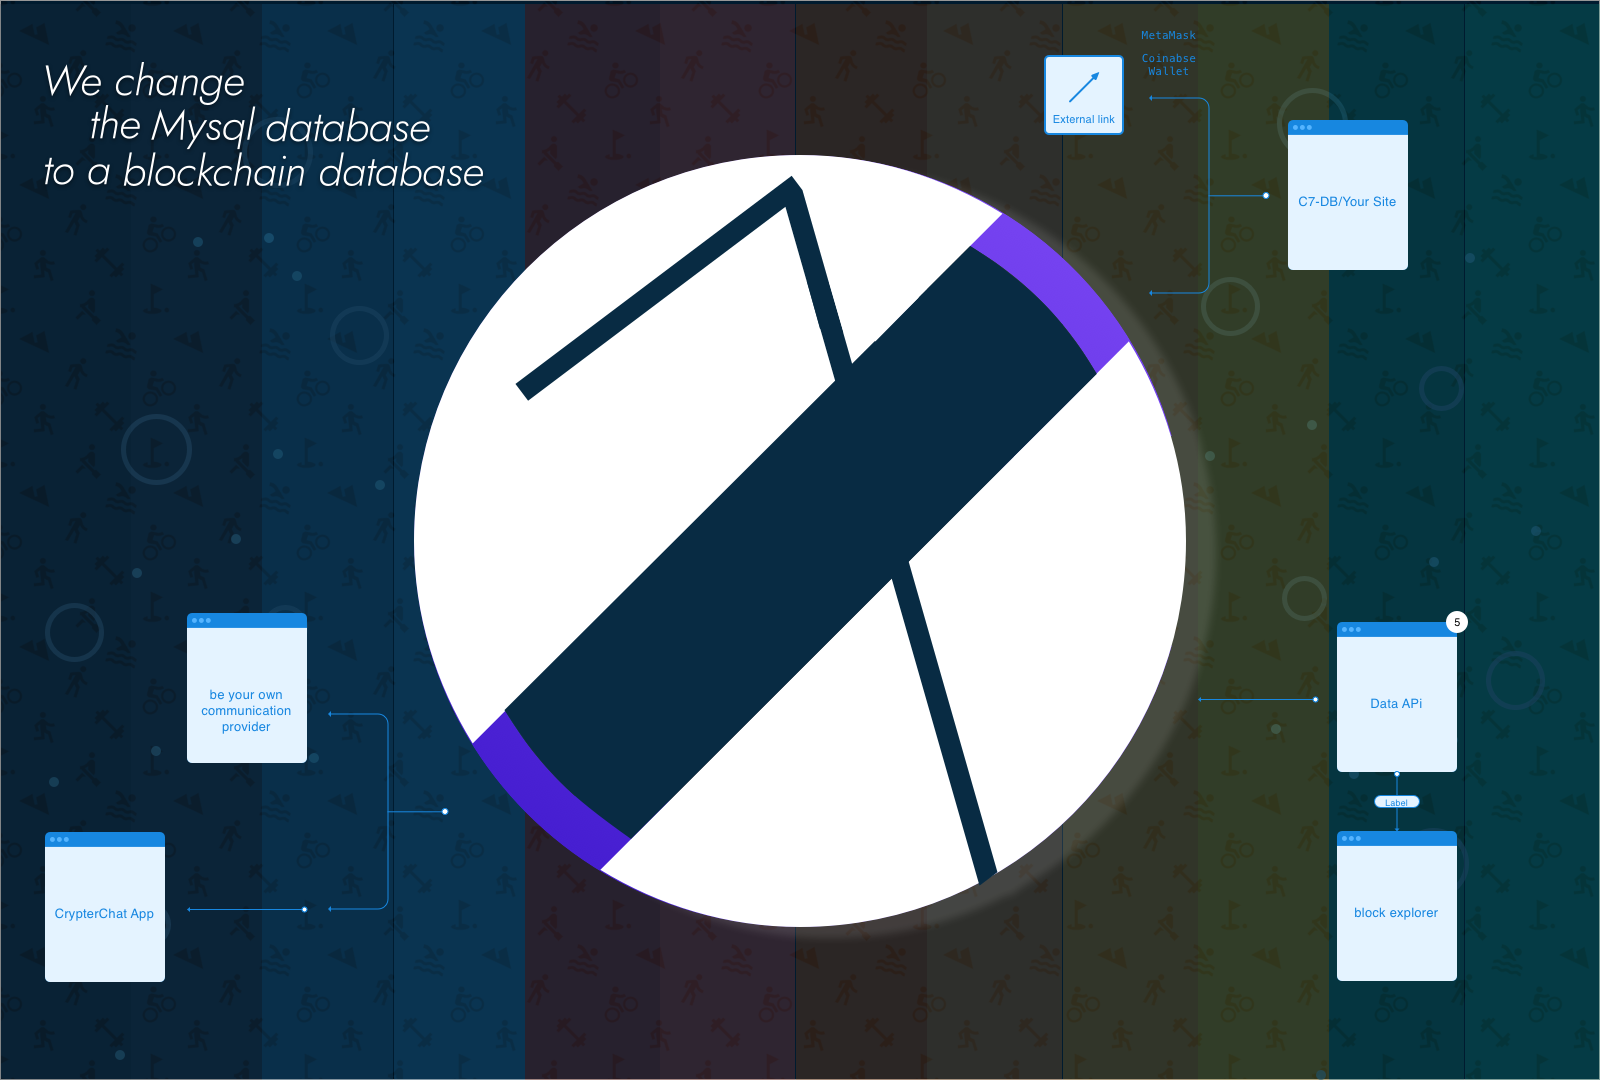 We change
the Mysql database
to a blockchain database
MetaMask
Coinabse
Wallet
External link
C7-DB/Your Site
be your own
communication
provider
CrypterChat App
5
Data APi
Label
block explorer